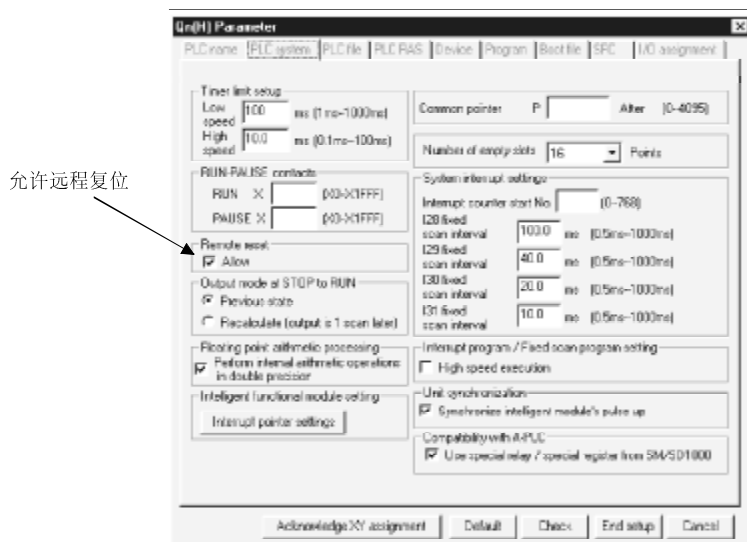 Qn(H) Parameter
PLC name PLC system PLC file PLC RAS Device Program Boot file SFC I/O assignment
Timer limit setup
Low speed 100 ms (1ms~1000ms)
High speed 10.0 ms (0.1ms~100ms)
RUN-PAUSE contacts
RUN X (X0-X1FFF)
PAUSE X (X0-X1FFF)
允许远程复位
Remote reset
Allow
Output mode at STOP to RUN
Previous state
Recalculate (output is 1 scan later)
Floating point arithmetic processing
Perform internal arithmetic operations
in double precision
Intelligent functional module setting
Interrupt pointer settings
Common pointer P After (0-4095)
Number of empty slots 16 Points
System interrupt settings
Interrupt counter start No. (0-768)
I28 fixed
scan interval 100.0 ms (0.5ms~1000ms)
I29 fixed
scan interval 40.0 ms (0.5ms~1000ms)
I30 fixed
scan interval 20.0 ms (0.5ms~1000ms)
I31 fixed
scan interval 10.0 ms (0.5ms~1000ms)
Interrupt program / Fixed scan program setting
High speed execution
Unit synchronization
Synchronize intelligent module's pulse up
Compatibility with A-PLC
Use special relay / special register from SM/SD1000
Acknowledge XY assignment Default Check End setup Cancel